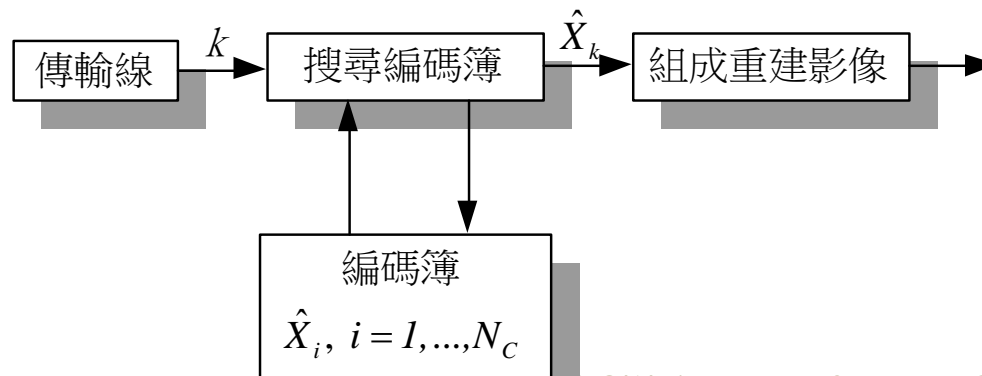 傳輸線
k
搜尋編碼簿
X̂_k
組成重建影像
編碼簿
X̂_i, i = 1,...,N_C